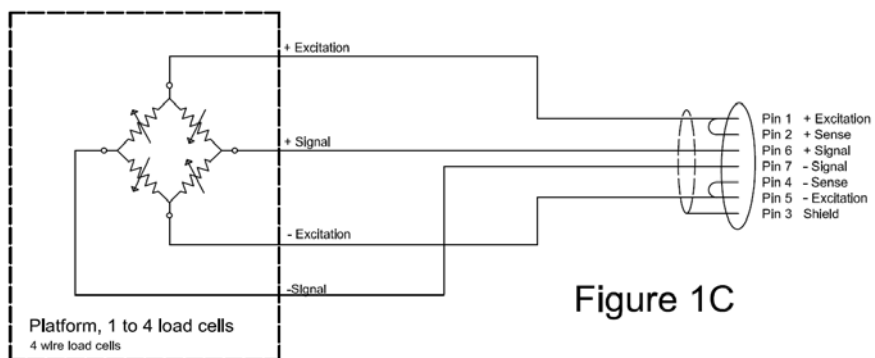 + Excitation
+ Signal
- Excitation
-Signal
Platform, 1 to 4 load cells
4 wire load cells
Pin 1 + Excitation
Pin 2 + Sense
Pin 6 + Signal
Pin 7 - Signal
Pin 4 - Sense
Pin 5 - Excitation
Pin 3 Shield
Figure 1C